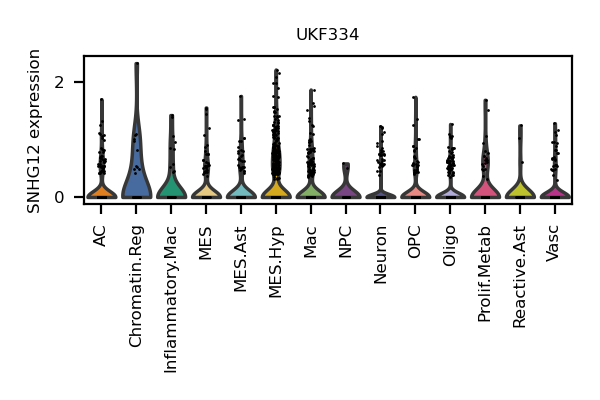 UKF334
SNHG12 expression
2
0
AC
Chromatin.Reg
Inflammatory.Mac
MES
MES.Ast
MES.Hyp
Mac
NPC
Neuron
OPC
Oligo
Prolif.Metab
Reactive.Ast
Vasc